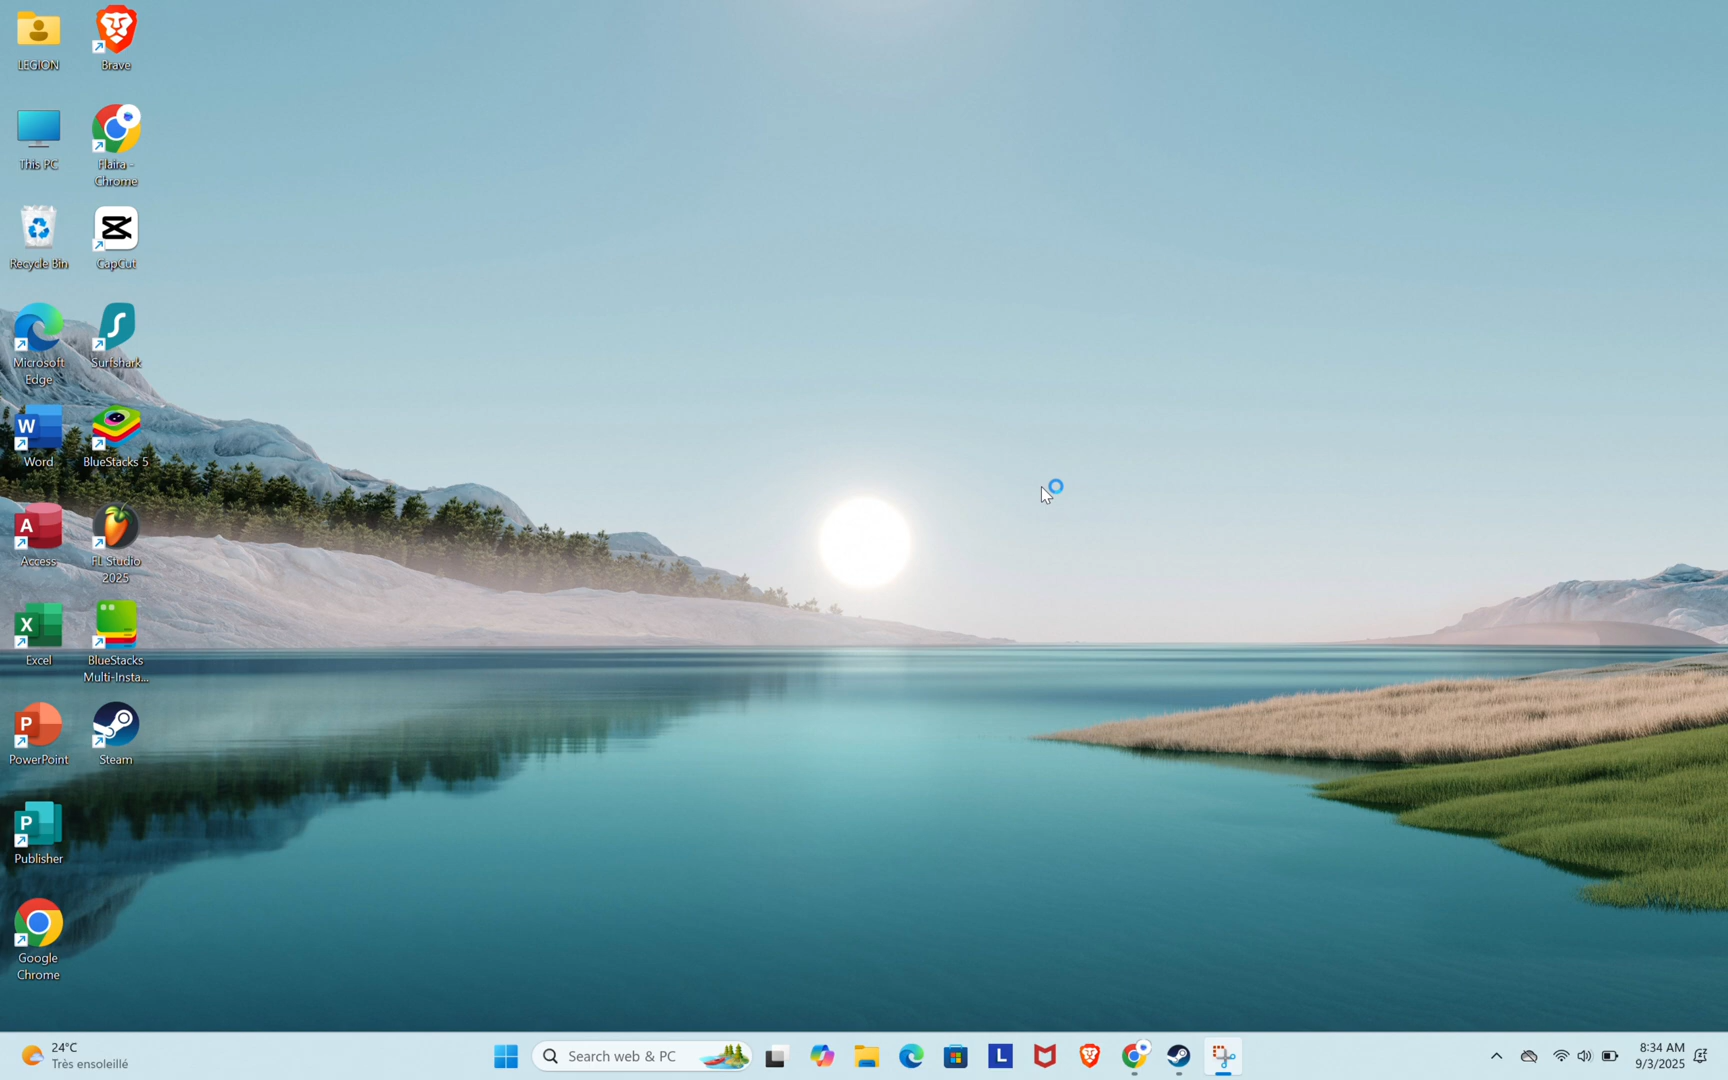 LEGION
Brave
This PC
Flaira -
Chrome
Recycle Bin
CapCut
Microsoft
Edge
Surfshark
Word
BlueStacks 5
Access
FL Studio
2025
Excel
BlueStacks
Multi-Insta...
PowerPoint
Steam
Publisher
Google
Chrome
24°C
Très ensoleillé
Search web & PC
8:34 AM
9/3/2025